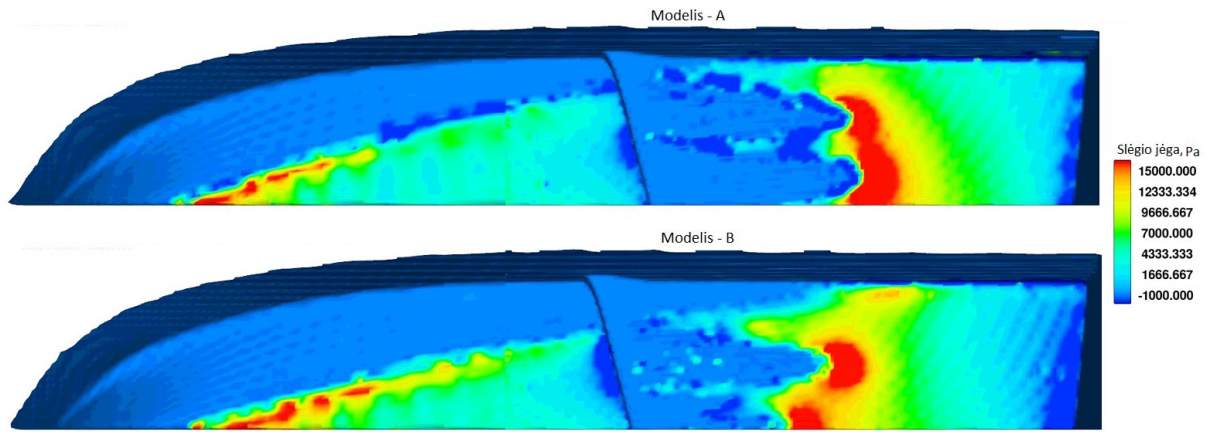 Modelis - A
Slėgio jėga, Pa
15000.000
12333.334
9666.667
7000.000
4333.333
1666.667
-1000.000
Modelis - B